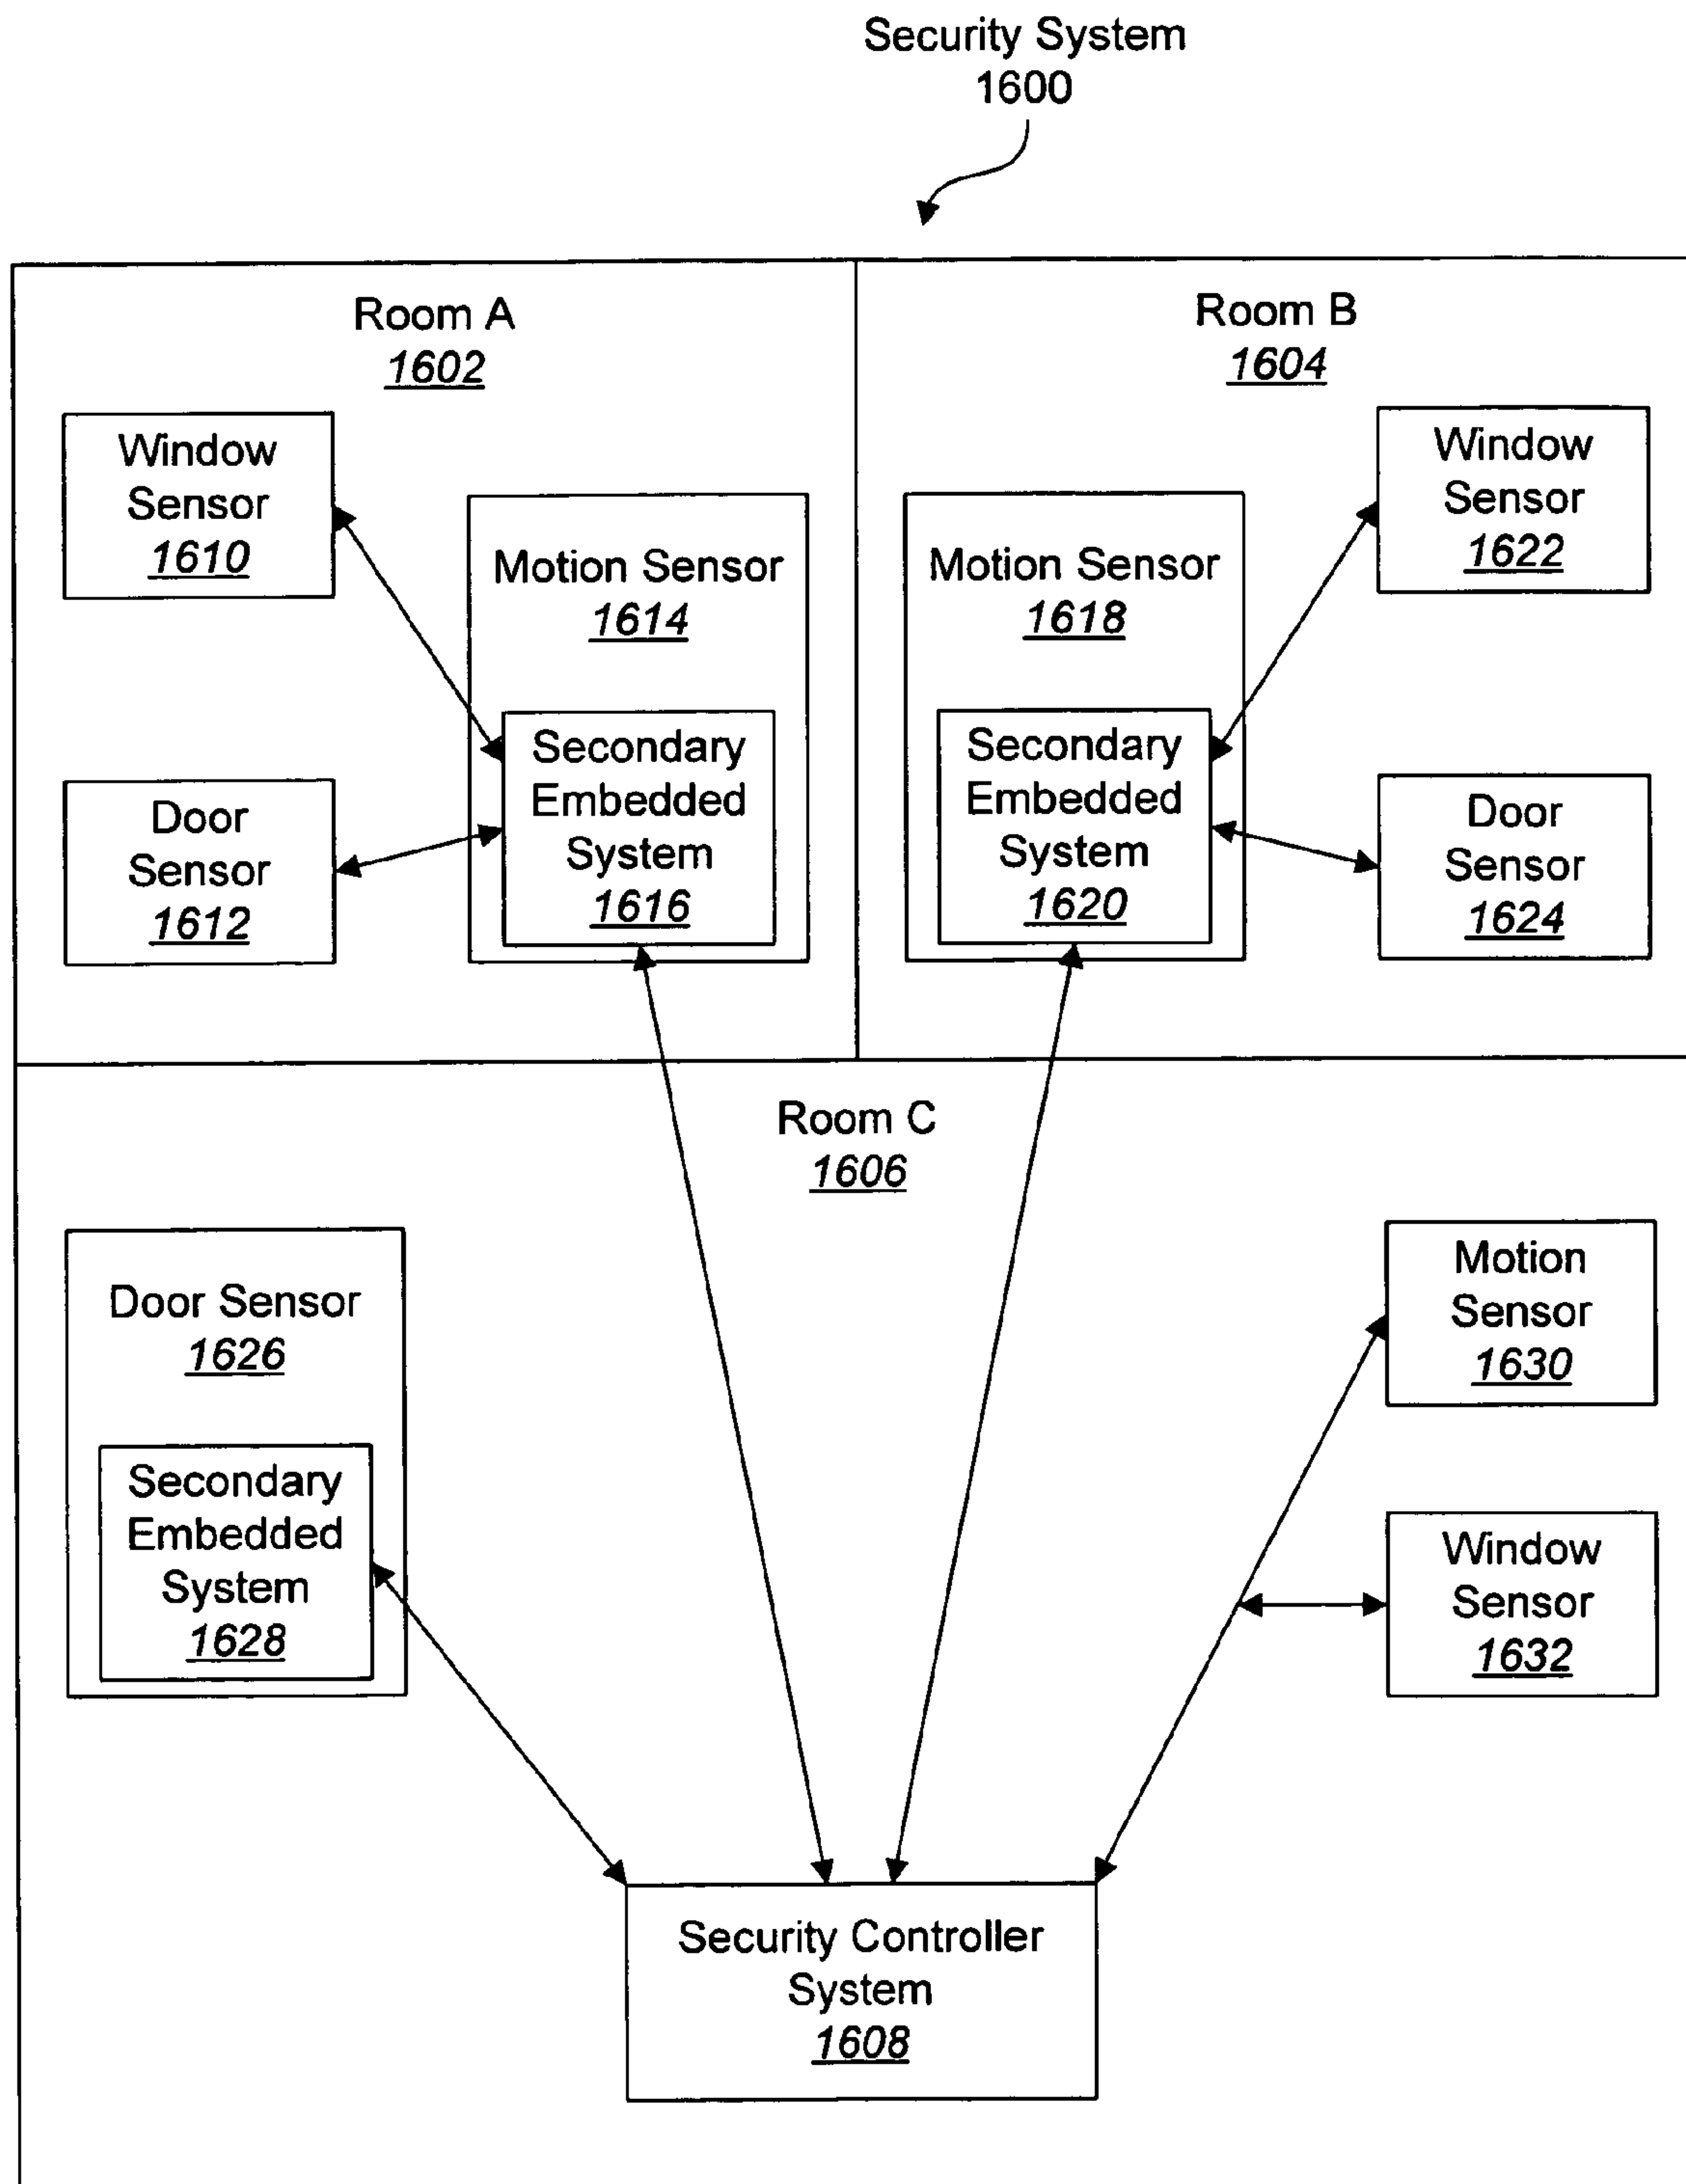 Security System
1600
Room A
1602
Room B
1604
Window
Sensor
1610
Motion Sensor
1614
Secondary
Embedded
System
1616
Door
Sensor
1612
Motion Sensor
1618
Secondary
Embedded
System
1620
Window
Sensor
1622
Door
Sensor
1624
Room C
1606
Door Sensor
1626
Secondary
Embedded
System
1628
Motion
Sensor
1630
Window
Sensor
1632
Security Controller
System
1608